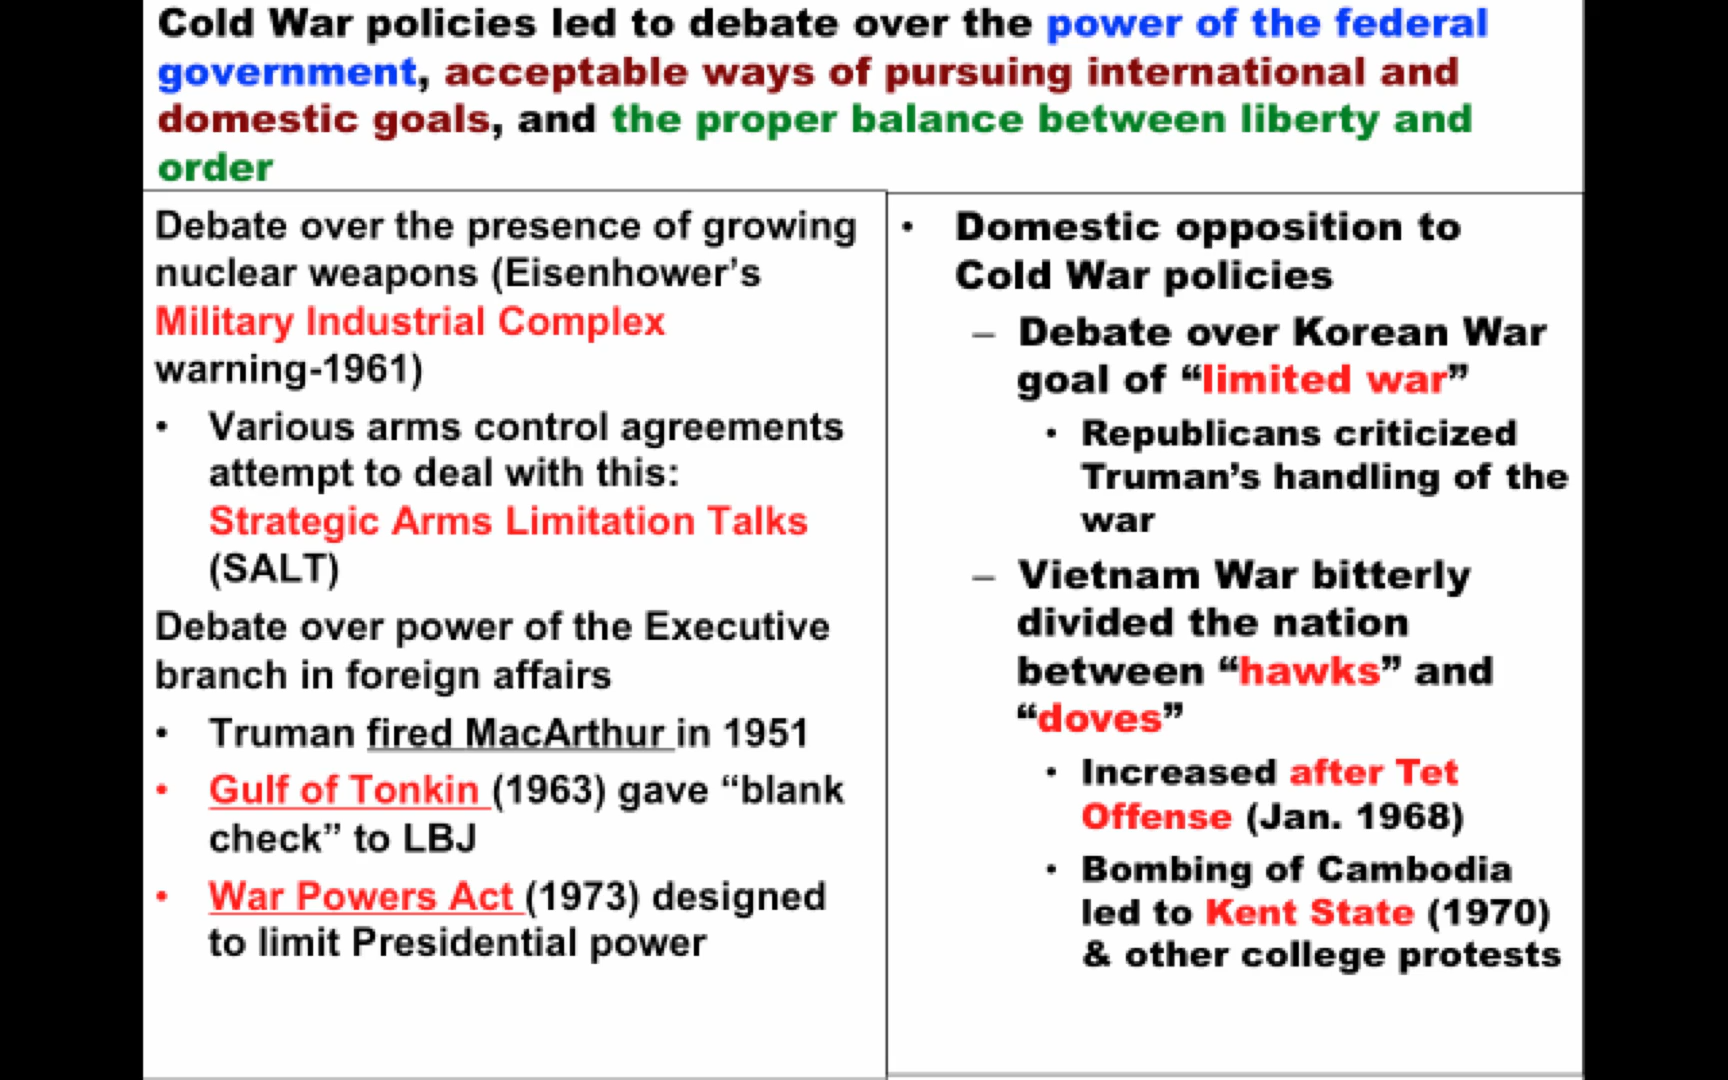 Cold War policies led to debate over the power of the federal
government, acceptable ways of pursuing international and
domestic goals, and the proper balance between liberty and
order
Debate over the presence of growing
nuclear weapons (Eisenhower's
Military Industrial Complex
warning-1961)
• Various arms control agreements
attempt to deal with this:
Strategic Arms Limitation Talks
(SALT)
Debate over power of the Executive
branch in foreign affairs
• Truman fired MacArthur in 1951
• Gulf of Tonkin (1963) gave “blank
check” to LBJ
• War Powers Act (1973) designed
to limit Presidential power
• Domestic opposition to
Cold War policies
– Debate over Korean War
goal of “limited war”
• Republicans criticized
Truman's handling of the
war
– Vietnam War bitterly
divided the nation
between “hawks” and
“doves”
• Increased after Tet
Offense (Jan. 1968)
• Bombing of Cambodia
led to Kent State (1970)
& other college protests